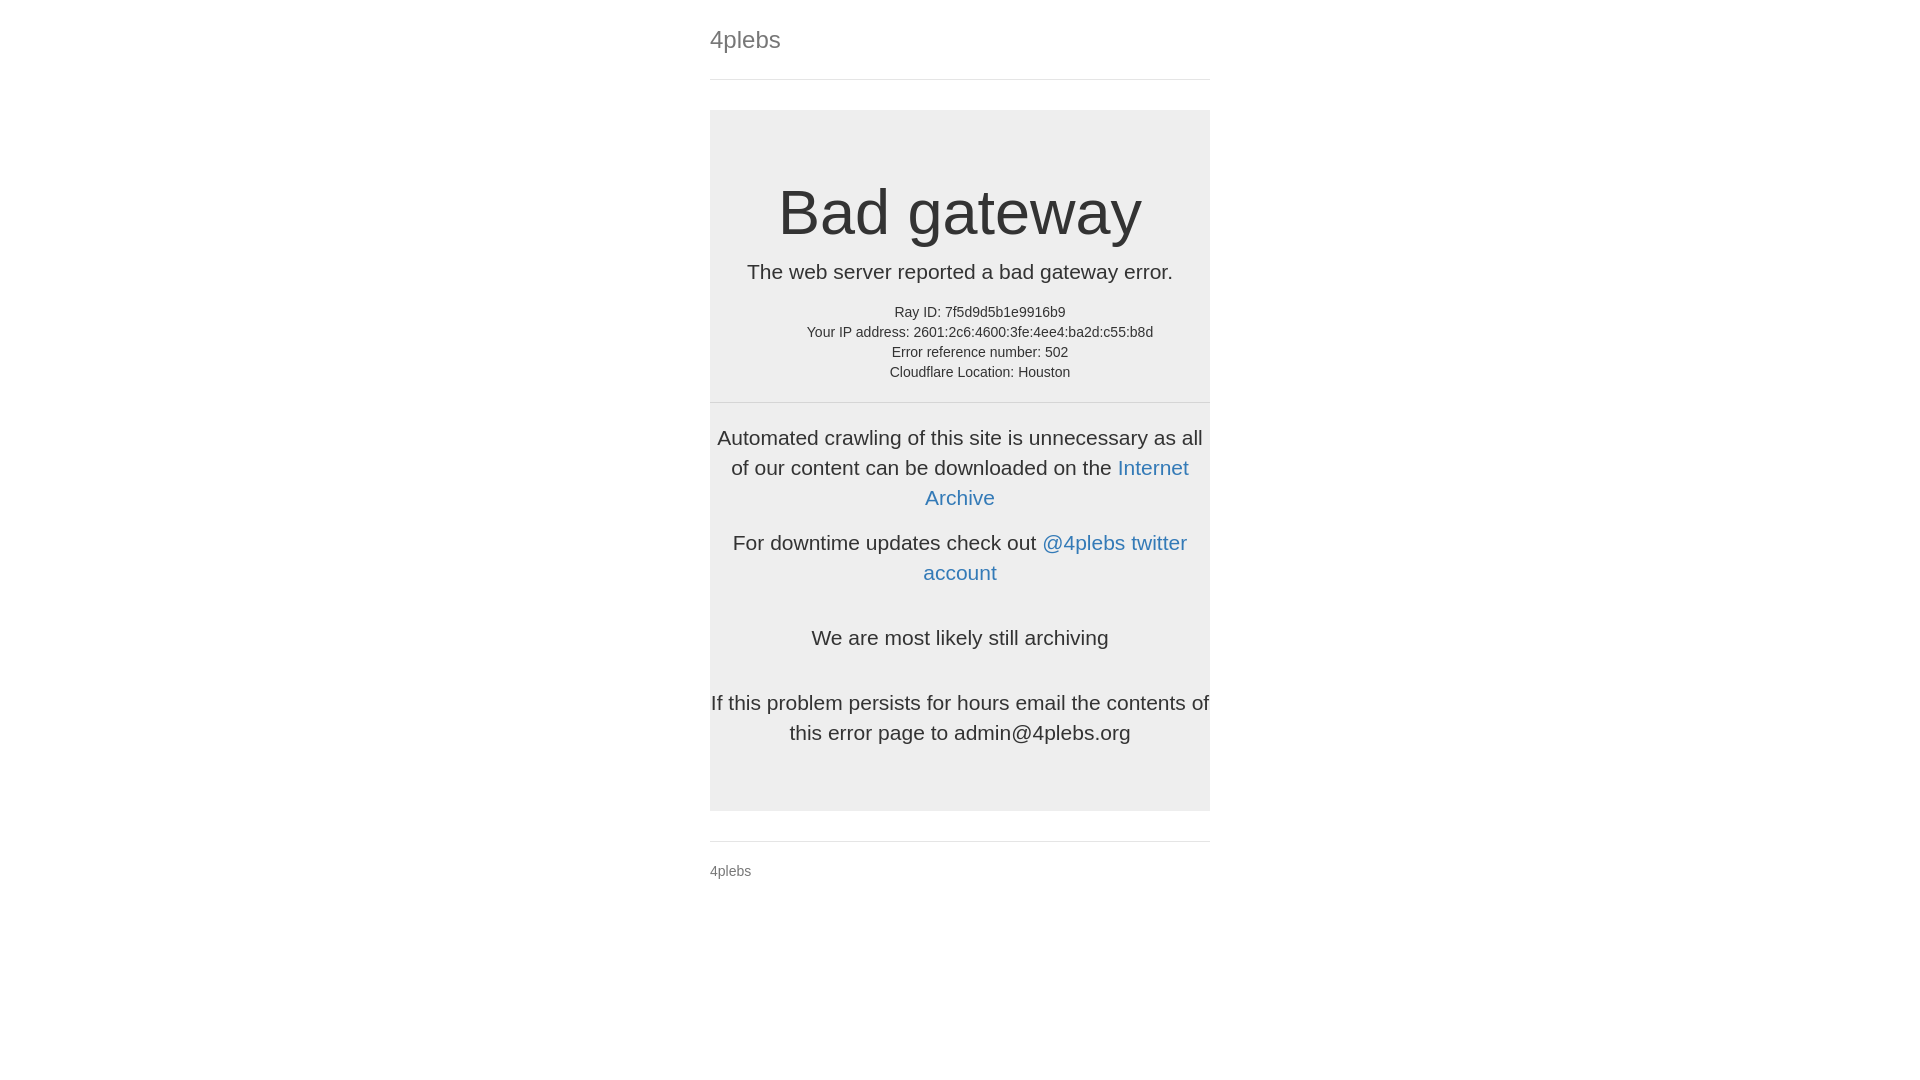 4plebs
Bad gateway
The web server reported a bad gateway error.
Ray ID: 7f5d9d5b1e9916b9
Your IP address: 2601:2c6:4600:3fe:4ee4:ba2d:c55:b8d
Error reference number: 502
Cloudflare Location: Houston
Automated crawling of this site is unnecessary as all
of our content can be downloaded on the Internet
Archive
For downtime updates check out @4plebs twitter
account
We are most likely still archiving
If this problem persists for hours email the contents of
this error page to admin@4plebs.org
4plebs